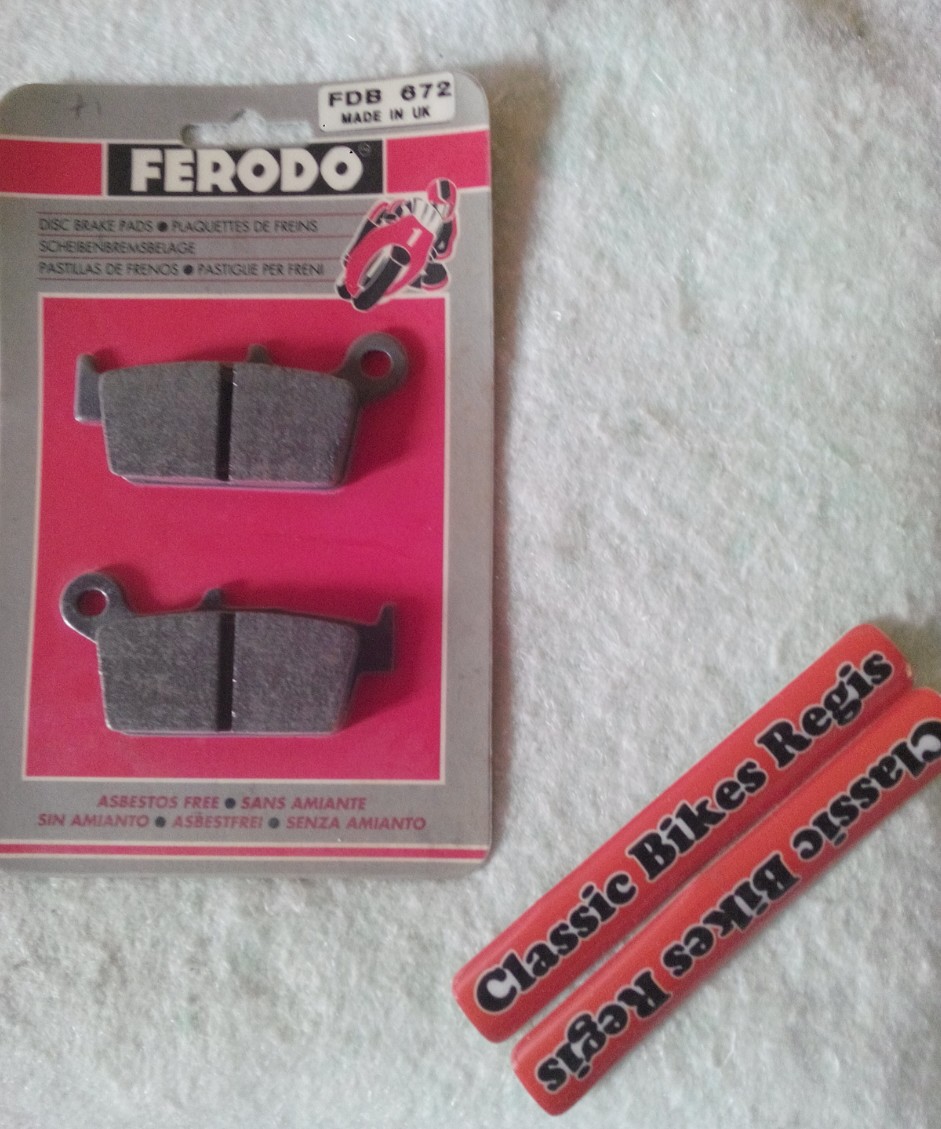 FDB 672
MADE IN UK
FERODO
DISC BRAKE PADS ● PLAQUETTES DE FREINS
SCHEIBENBREMSBELAGE
PASTILLAS DE FRENOS ● PASTIGLIE PER FRENI
1
ASBESTOS FREE ● SANS AMIANTE
SIN AMIANTO ● ASBESTFREI ● SENZA AMIANTO
Classic Bikes Regis
Classic Bikes Regis